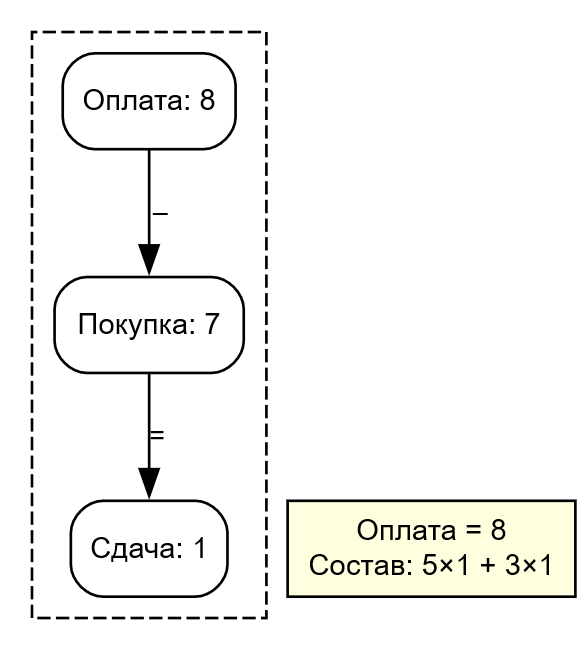 Оплата: 8
–
Покупка: 7
=
Сдача: 1
Оплата = 8
Состав: 5×1 + 3×1